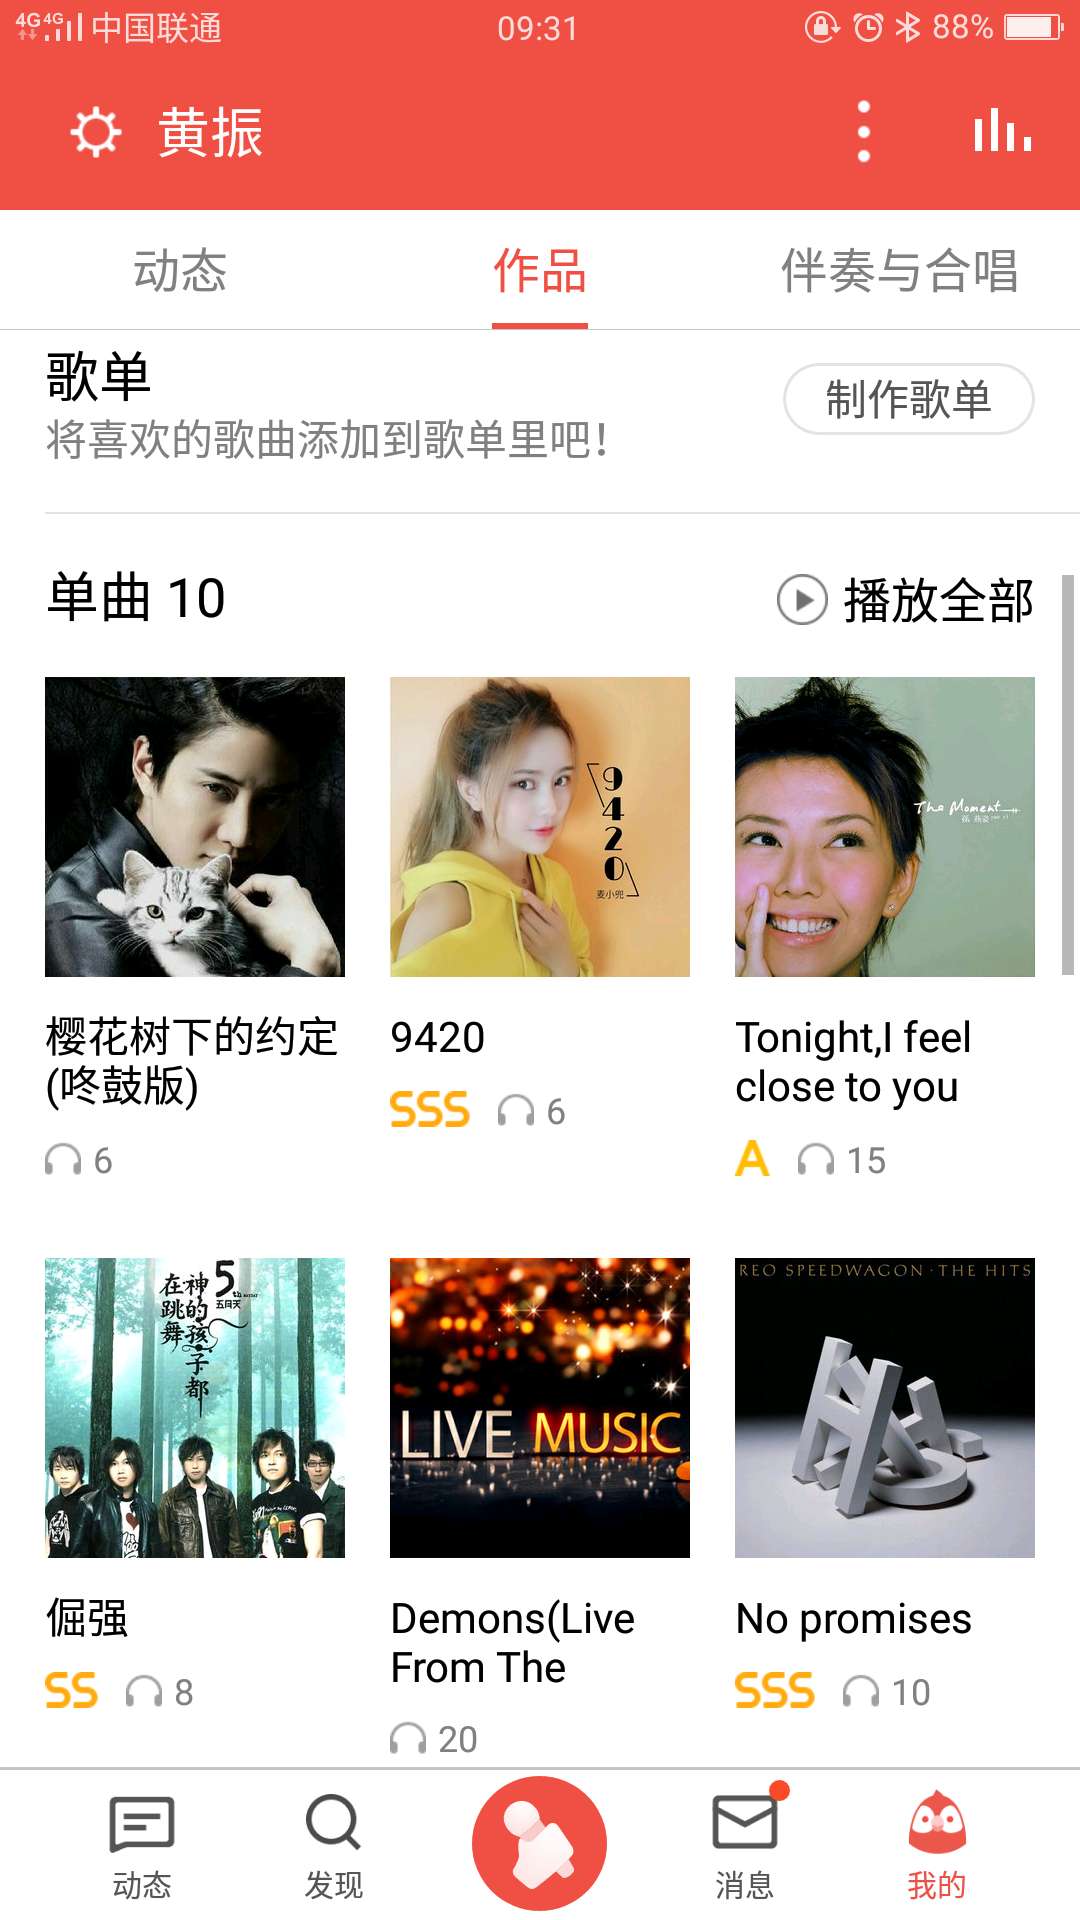 4G 4G 中国联通 09:31 88%
黄振
动态 作品 伴奏与合唱
歌单
制作歌单
将喜欢的歌曲添加到歌单里吧!
单曲 10 播放全部
9420
麦小兜
The Moment
樱花树下的约定
(咚鼓版)
6
9420
SSS 6
Tonight,I feel
close to you
A 15
神的孩子都
在跳舞
5th
五月天
LIVE MUSIC
REO SPEEDWAGON · THE HITS
倔强
SS 8
Demons(Live
From The
20
No promises
SSS 10
动态 发现 消息 我的